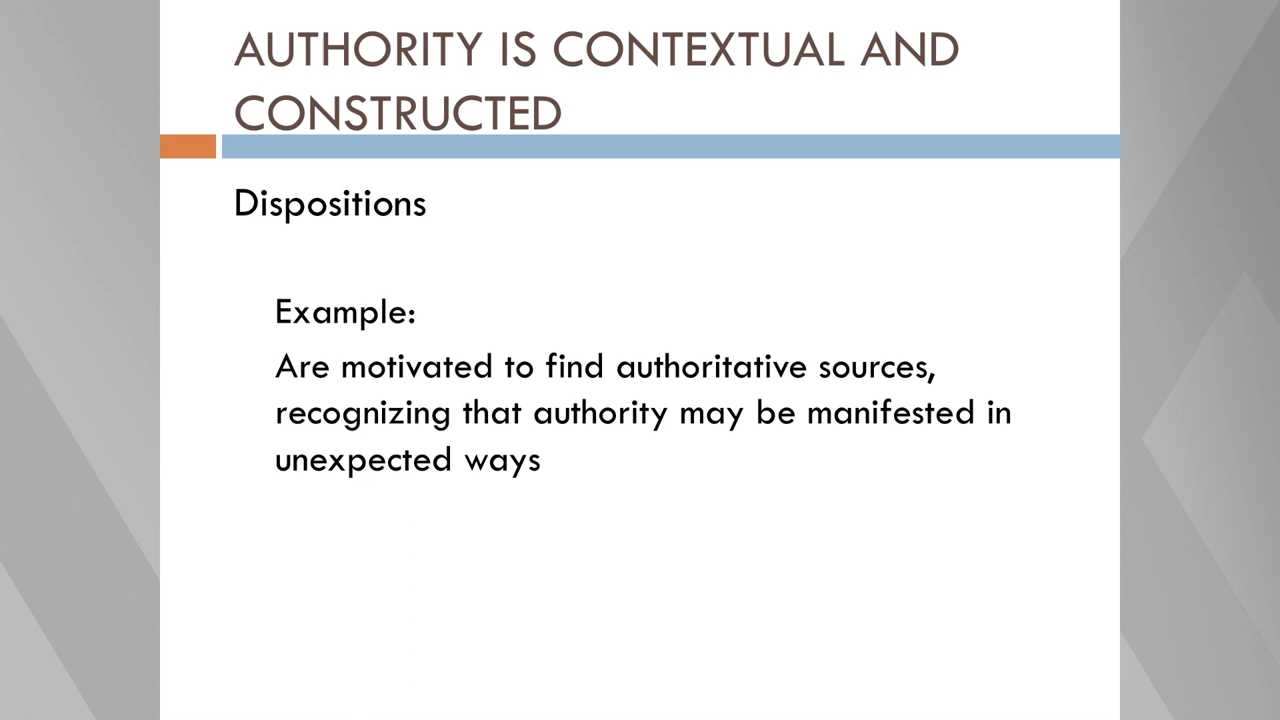 AUTHORITY IS CONTEXTUAL AND
CONSTRUCTED
Dispositions
Example:
Are motivated to find authoritative sources,
recognizing that authority may be manifested in
unexpected ways